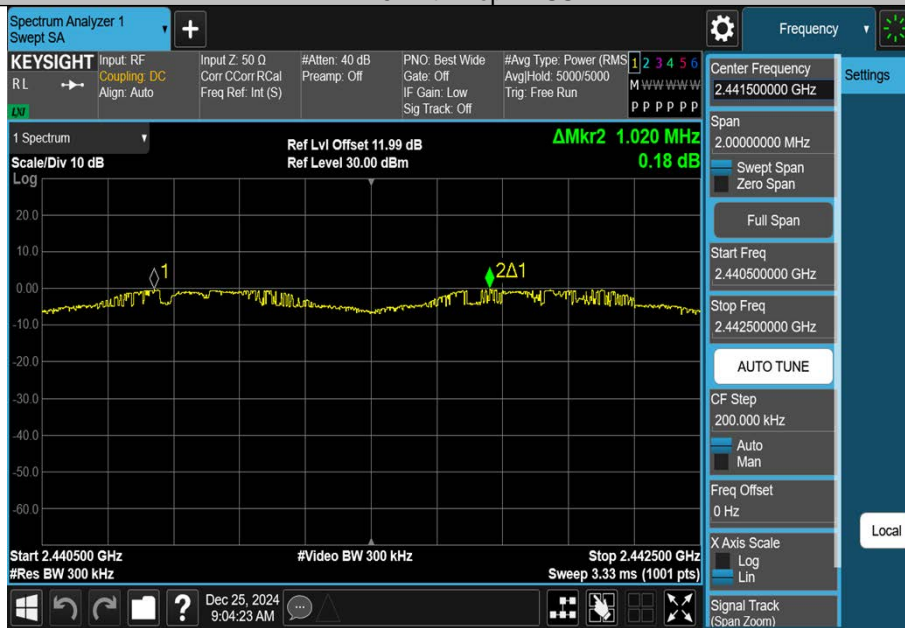 Spectrum Analyzer 1
Swept SA
+
Frequency
KEYSIGHT
RL
LXI
Input: RF
Coupling: DC
Align: Auto
Input Z: 50 Ω
Corr CCorr RCal
Freq Ref: Int (S)
#Atten: 40 dB
Preamp: Off
PNO: Best Wide
Gate: Off
IF Gain: Low
Sig Track: Off
#Avg Type: Power (RMS
Avg|Hold: 5000/5000
Trig: Free Run
1 2 3 4 5 6
M W W W W W
P P P P P P
1 Spectrum
Scale/Div 10 dB
Log
Ref Lvl Offset 11.99 dB
Ref Level 30.00 dBm
ΔMkr2 1.020 MHz
0.18 dB
20.0
10.0
0.00
-10.0
-20.0
-30.0
-40.0
-50.0
-60.0
1
2Δ1
Start 2.440500 GHz
#Res BW 300 kHz
#Video BW 300 kHz
Stop 2.442500 GHz
Sweep 3.33 ms (1001 pts)
?
Dec 25, 2024
9:04:23 AM
Center Frequency
2.441500000 GHz
Span
2.00000000 MHz
Swept Span
Zero Span
Full Span
Start Freq
2.440500000 GHz
Stop Freq
2.442500000 GHz
AUTO TUNE
CF Step
200.000 kHz
Auto
Man
Freq Offset
0 Hz
X Axis Scale
Log
Lin
Signal Track
(Span Zoom)
Settings
Local